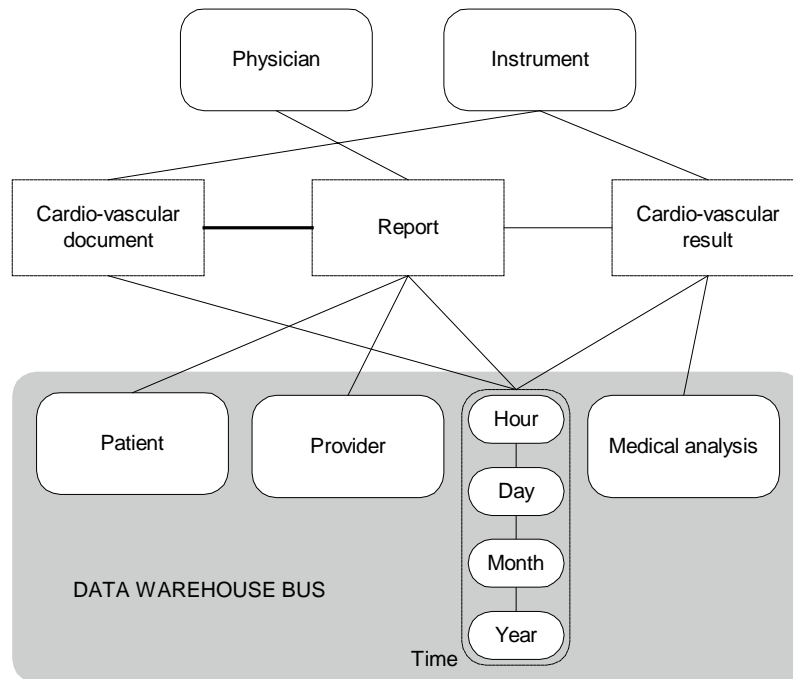 Physician
Instrument
Cardio-vascular
document
Report
Cardio-vascular
result
Patient
Provider
Hour
Medical analysis
Day
Month
DATA WAREHOUSE BUS
Year
Time